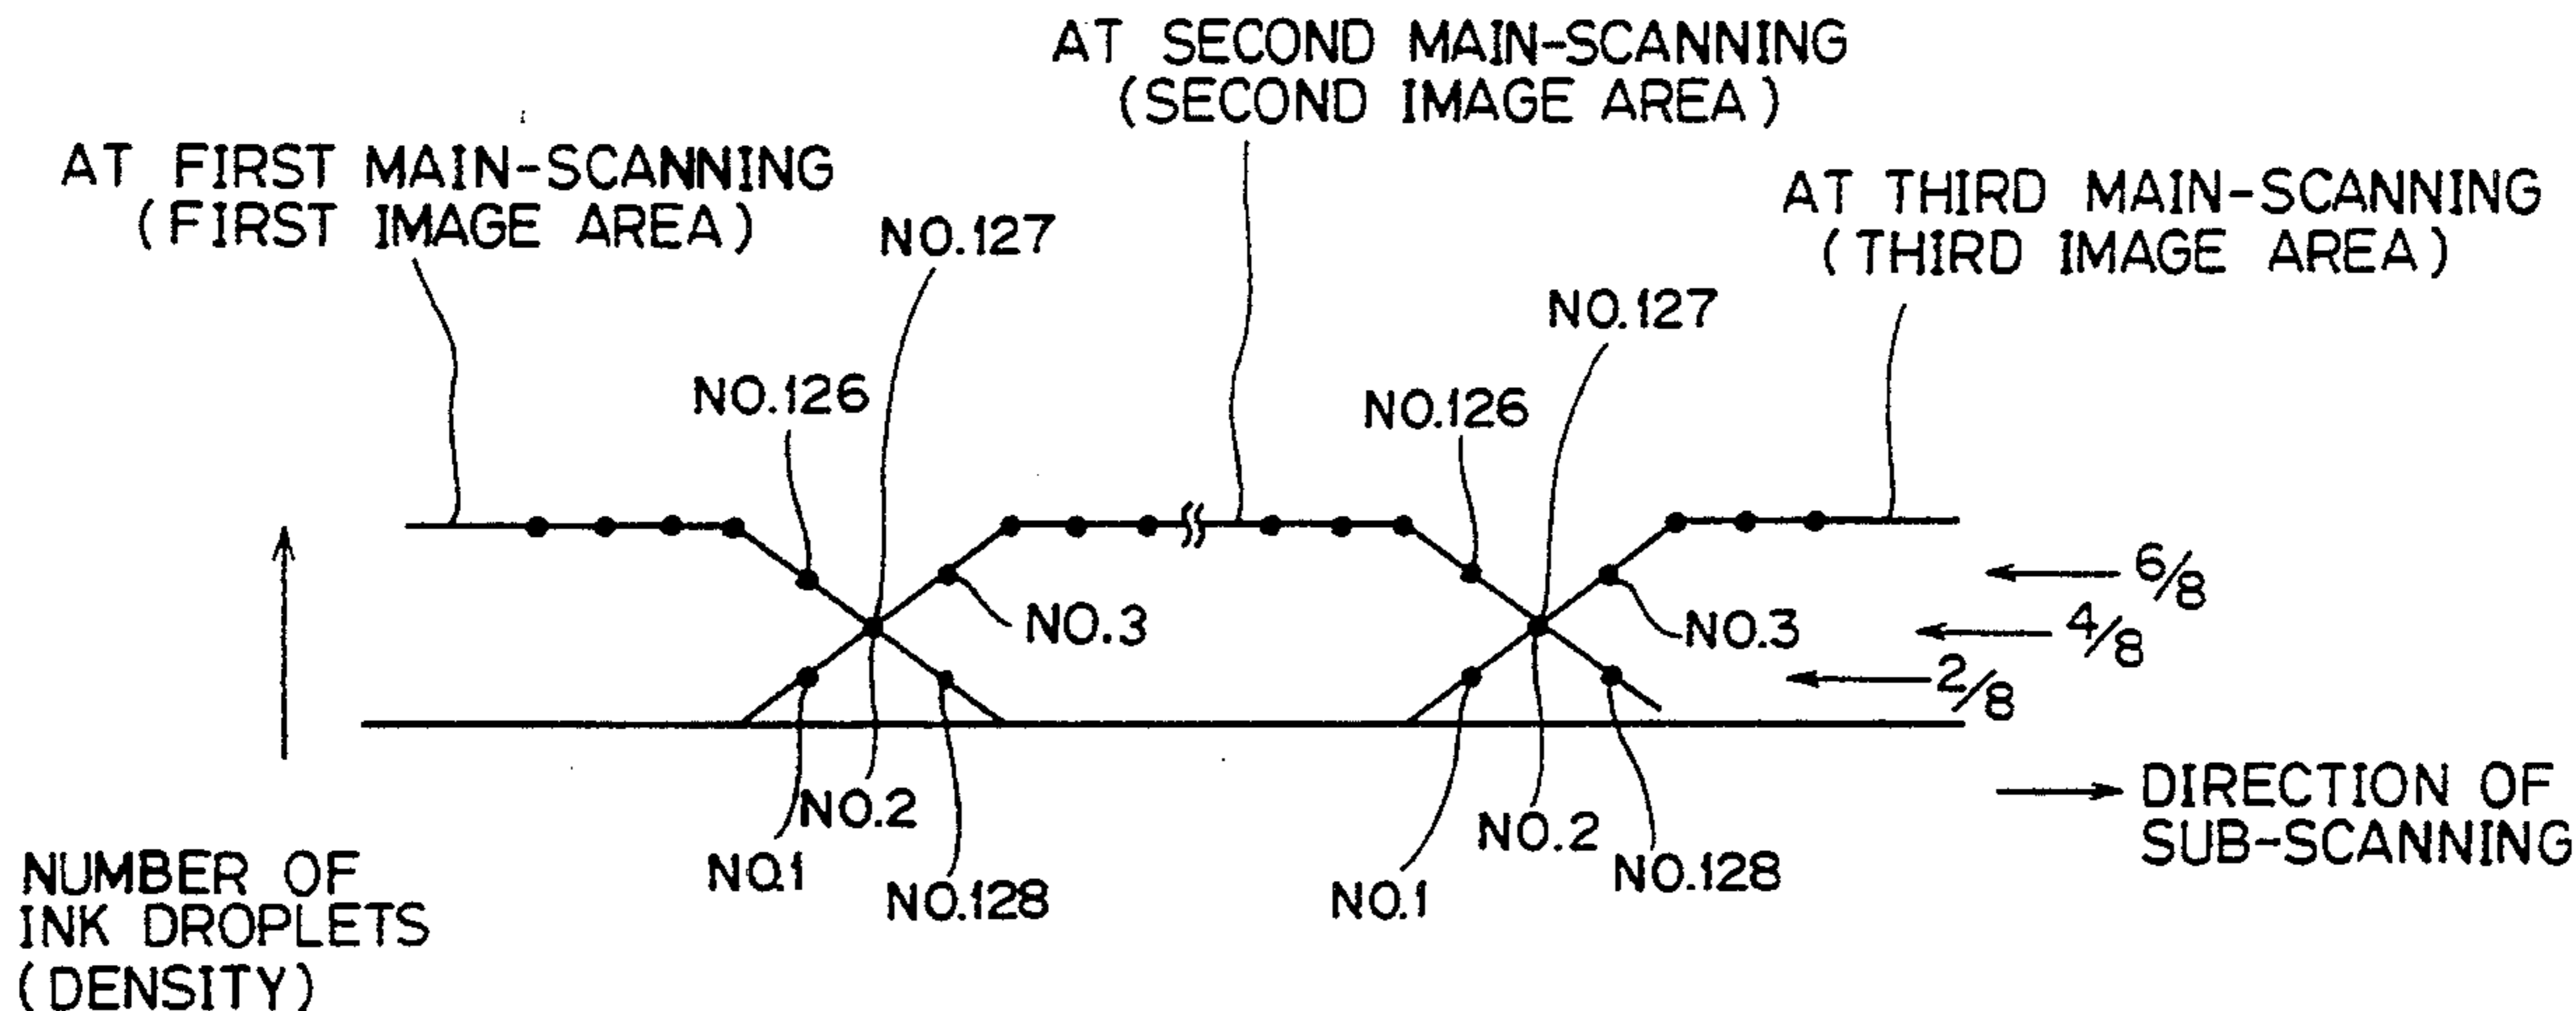 AT SECOND MAIN-SCANNING
(SECOND IMAGE AREA)
AT FIRST MAIN-SCANNING
(FIRST IMAGE AREA)
AT THIRD MAIN-SCANNING
(THIRD IMAGE AREA)
NO.127
NO.127
NO.126
NO.126
6/8
NO.3
NO.3
4/8
2/8
NO.2
NO.2
NO.1
NO.128
NO.1
NO.128
DIRECTION OF
SUB-SCANNING
NUMBER OF
INK DROPLETS
(DENSITY)